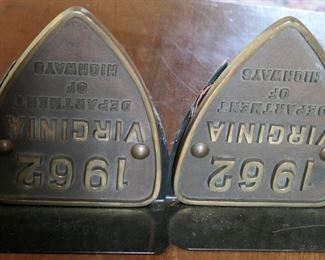 1962
VIRGINIA
DEPARTMENT
OF
HIGHWAYS
1962
VIRGINIA
DEPARTMENT
OF
HIGHWAYS